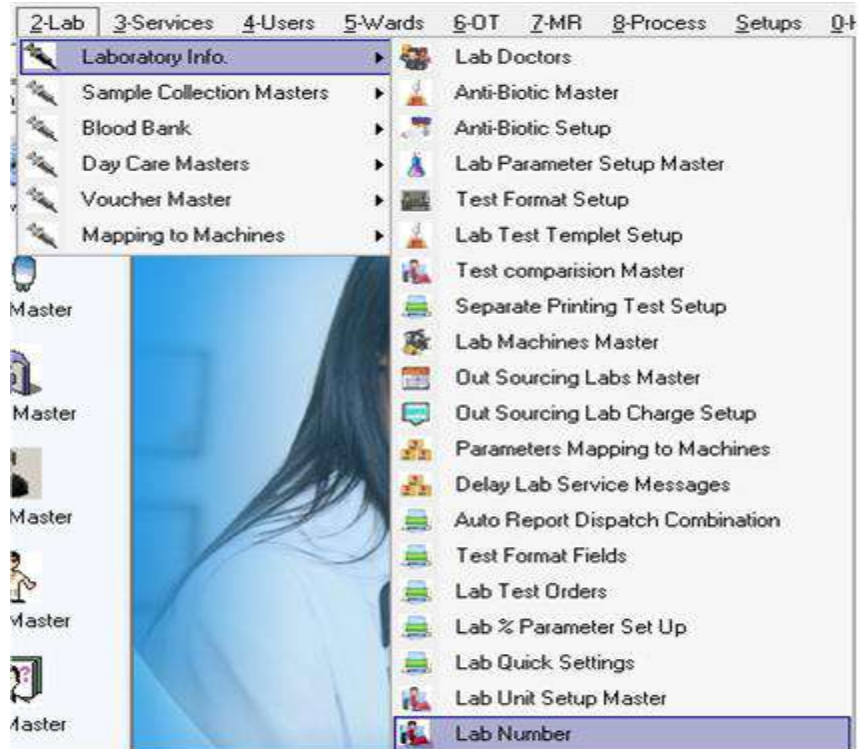 2-Lab 3-Services 4-Users 5-Wards 6-OT 7-MR 8-Process Setups
Laboratory Info.
Sample Collection Masters
Blood Bank
Day Care Masters
Voucher Master
Mapping to Machines
Lab Doctors
Anti-Biotic Master
Anti-Biotic Setup
Lab Parameter Setup Master
Test Format Setup
Lab Test Templet Setup
Test comparision Master
Separate Printing Test Setup
Lab Machines Master
Out Sourcing Labs Master
Out Sourcing Lab Charge Setup
Parameters Mapping to Machines
Delay Lab Service Messages
Auto Report Dispatch Combination
Test Format Fields
Lab Test Orders
Lab % Parameter Set Up
Lab Quick Settings
Lab Unit Setup Master
Lab Number
Master
Master
Master
Master
Master